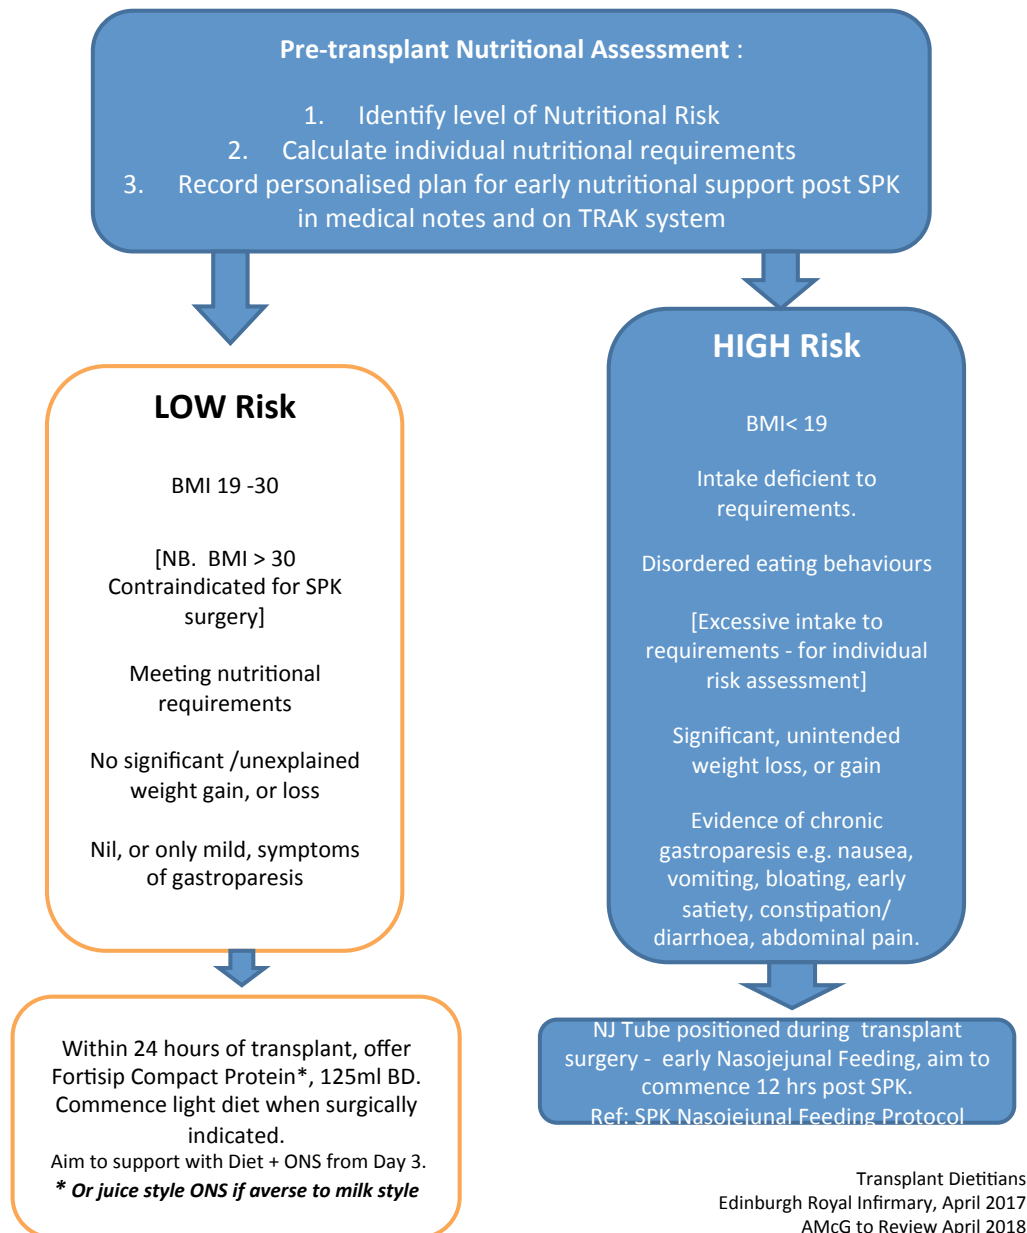 Pre-transplant Nutritional Assessment :
1. Identify level of Nutritional Risk
2. Calculate individual nutritional requirements
3. Record personalised plan for early nutritional support post SPK
in medical notes and on TRAK system
LOW Risk
BMI 19 -30
[NB. BMI > 30
Contraindicated for SPK
surgery]
Meeting nutritional
requirements
No significant /unexplained
weight gain, or loss
Nil, or only mild, symptoms
of gastroparesis
HIGH Risk
BMI< 19
Intake deficient to
requirements.
Disordered eating behaviours
[Excessive intake to
requirements - for individual
risk assessment]
Significant, unintended
weight loss, or gain
Evidence of chronic
gastroparesis e.g. nausea,
vomiting, bloating, early
satiety, constipation/
diarrhoea, abdominal pain.
Within 24 hours of transplant, offer
Fortisip Compact Protein*, 125ml BD.
Commence light diet when surgically
indicated.
Aim to support with Diet + ONS from Day 3.
* Or juice style ONS if averse to milk style
NJ Tube positioned during transplant
surgery - early Nasojejunal Feeding, aim to
commence 12 hrs post SPK.
Ref: SPK Nasojejunal Feeding Protocol
Transplant Dietitians
Edinburgh Royal Infirmary, April 2017
AMcG to Review April 2018